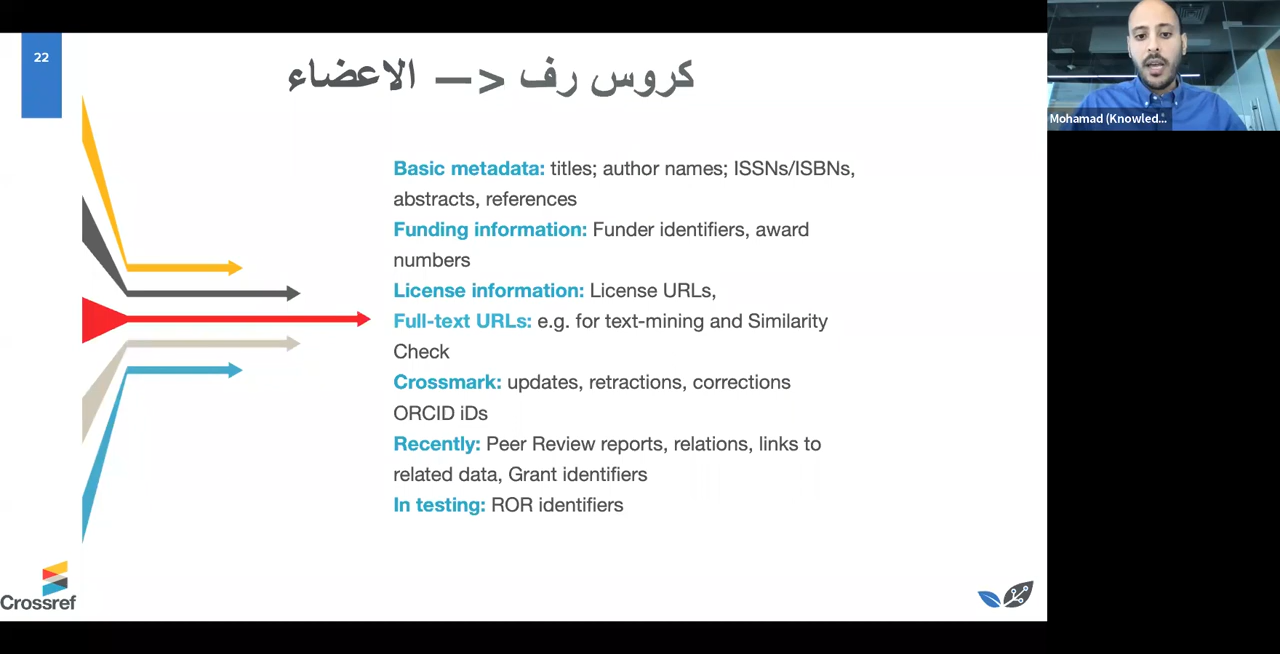 22
كروس رف <— الاعضاء
Mohamad (Knowled...
Basic metadata: titles; author names; ISSNs/ISBNs,
abstracts, references
Funding information: Funder identifiers, award
numbers
License information: License URLs,
Full-text URLs: e.g. for text-mining and Similarity
Check
Crossmark: updates, retractions, corrections
ORCID iDs
Recently: Peer Review reports, relations, links to
related data, Grant identifiers
In testing: ROR identifiers
Crossref